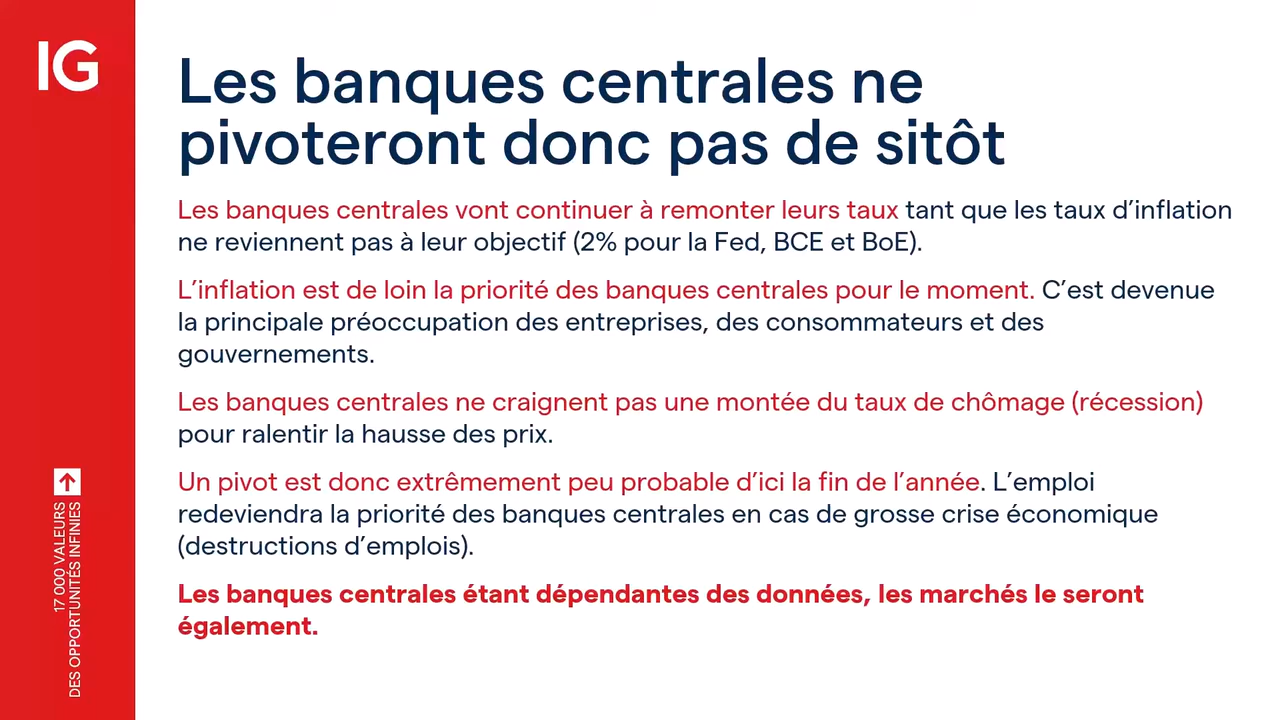 IG
Les banques centrales ne
pivoteront donc pas de sitôt
Les banques centrales vont continuer à remonter leurs taux tant que les taux d’inflation
ne reviennent pas à leur objectif (2% pour la Fed, BCE et BoE).
L’inflation est de loin la priorité des banques centrales pour le moment. C’est devenue
la principale préoccupation des entreprises, des consommateurs et des
gouvernements.
Les banques centrales ne craignent pas une montée du taux de chômage (récession)
pour ralentir la hausse des prix.
Un pivot est donc extrêmement peu probable d’ici la fin de l’année. L’emploi
redeviendra la priorité des banques centrales en cas de grosse crise économique
(destructions d’emplois).
Les banques centrales étant dépendantes des données, les marchés le seront
également.
17 000 VALEURS
DES OPPORTUNITÉS INFINIES